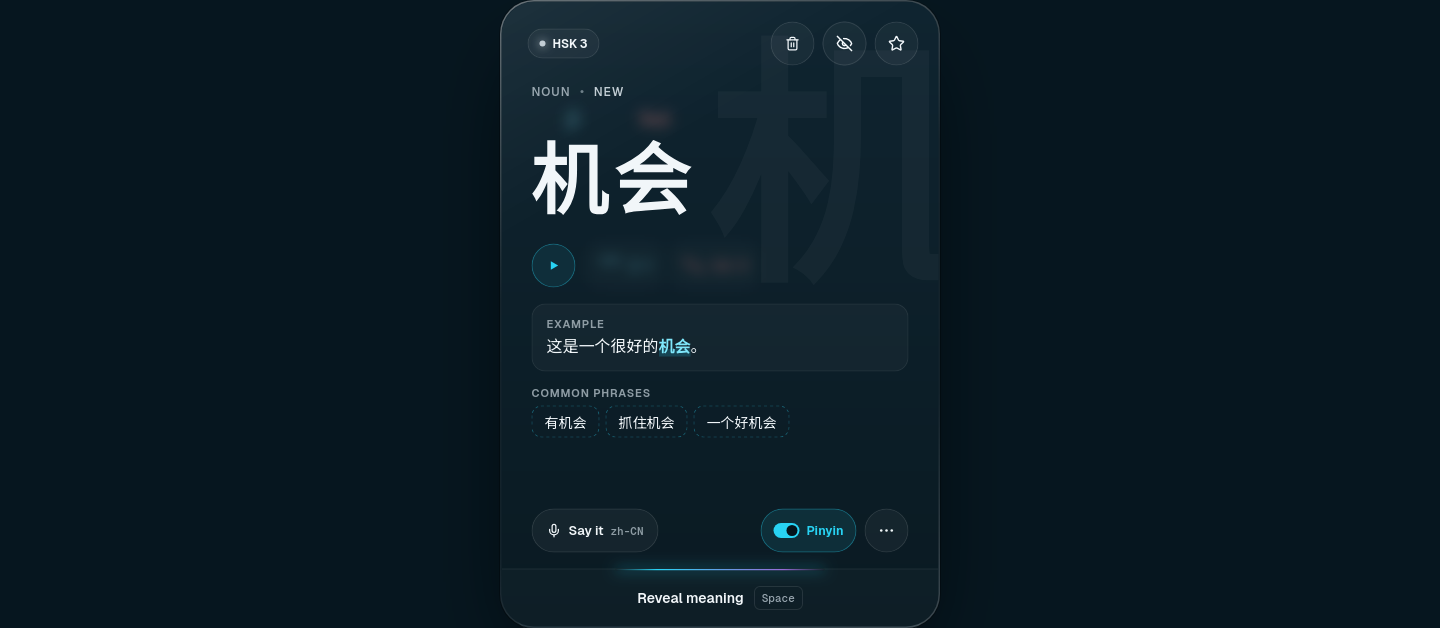 HSK 3
NOUN • NEW
机会
机
EXAMPLE
这是一个很好的机会。
COMMON PHRASES
有机会 抓住机会 一个好机会
Say it zh-CN Pinyin
Reveal meaning Space